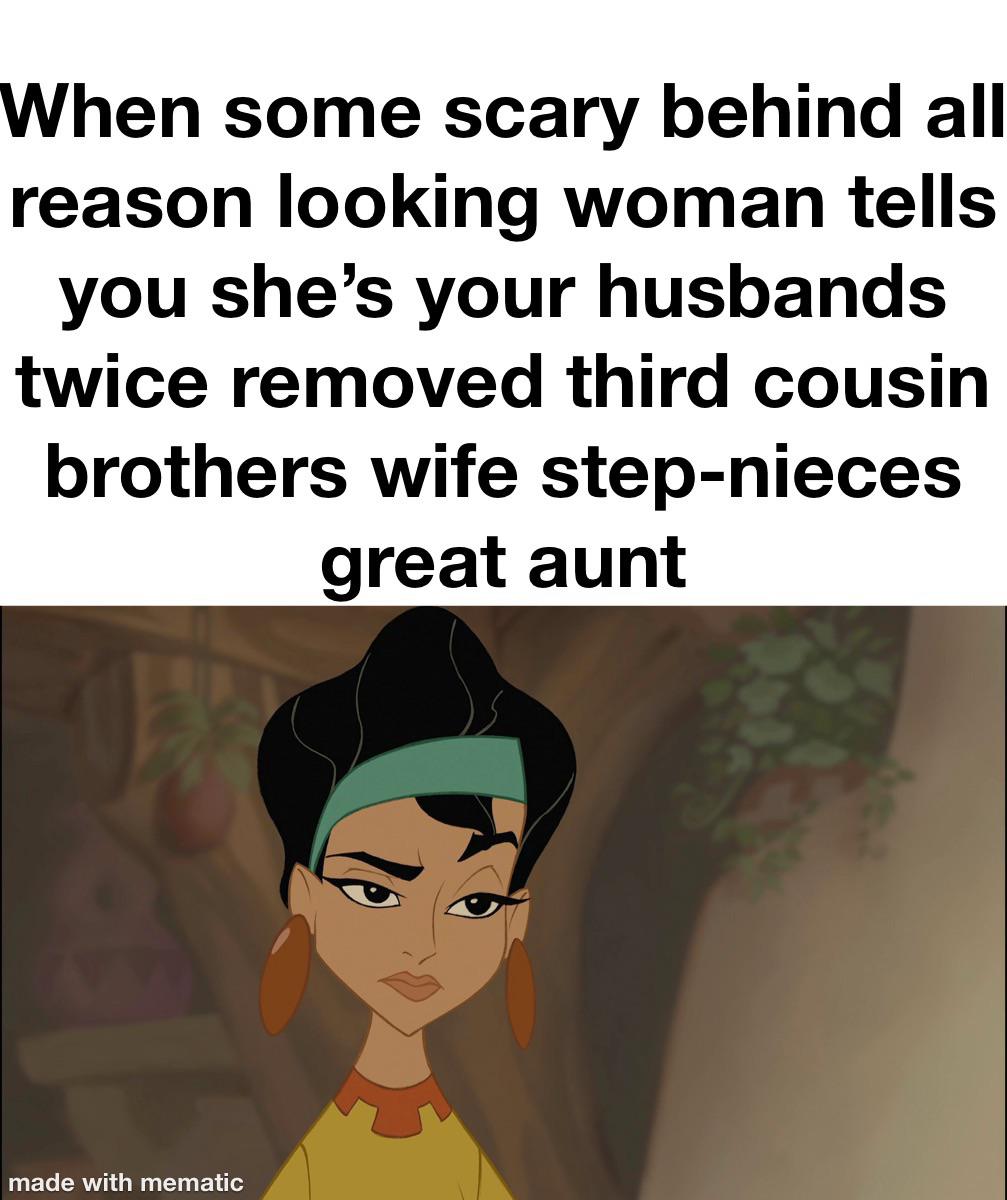 When some scary behind all
reason looking woman tells
you she’s your husbands
twice removed third cousin
brothers wife step-nieces
great aunt
made with mematic